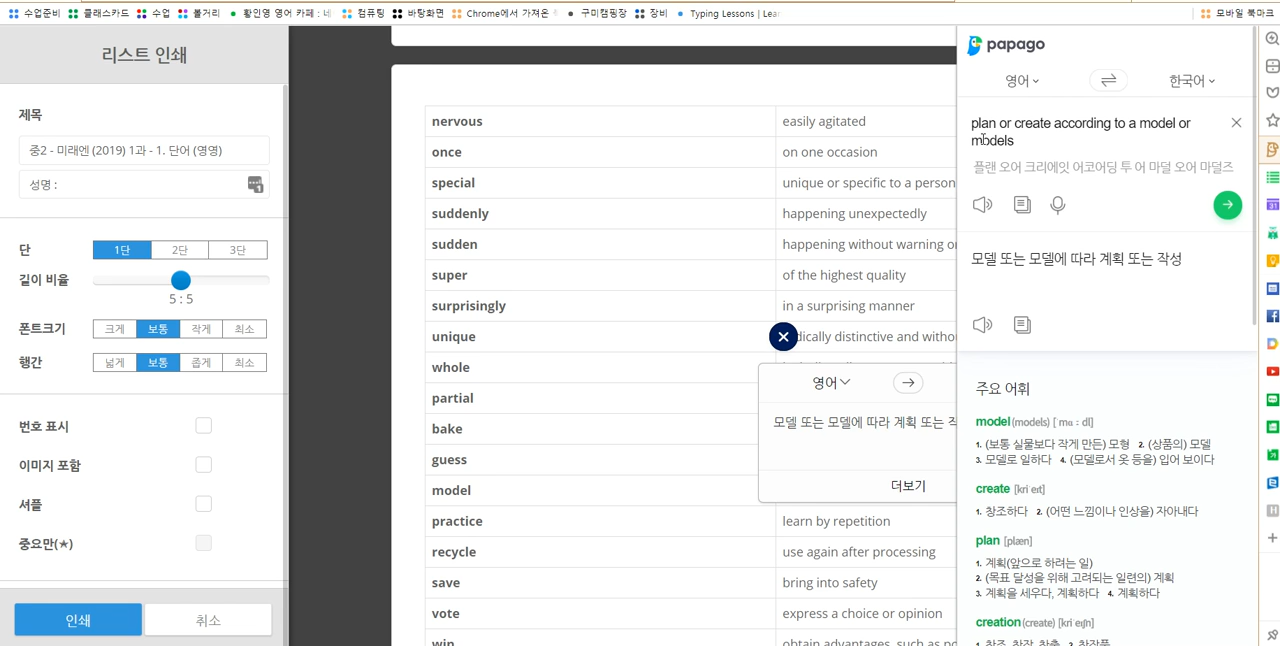 수업준비 클래스카드 수업 볼거리 황인영 영어 카페 : 네 컴퓨팅 바탕화면 Chrome에서 가져온 구미캠핑장 장비 Typing Lessons | Lear 모바일 북마크
리스트 인쇄
제목
중2 - 미래엔 (2019) 1과 - 1. 단어 (영영)
성명 :
단 1단 2단 3단
길이 비율
5 : 5
폰트크기 크게 보통 작게 최소
행간 넓게 보통 좁게 최소
번호 표시
이미지 포함
셔플
중요만(★)
인쇄 취소
nervous easily agitated
once on one occasion
special unique or specific to a person
suddenly happening unexpectedly
sudden happening without warning or
super of the highest quality
surprisingly in a surprising manner
unique dically distinctive and withou
whole
partial
bake
guess
model
practice learn by repetition
recycle use again after processing
save bring into safety
vote express a choice or opinion
win obtain advantages, such as po
영어
모델 또는 모델에 따라 계획 또는 작
더보기
papago
영어 한국어
plan or create according to a model or
models
플랜 오어 크리에잇 어코어딩 투 어 마덜 오어 마덜즈
모델 또는 모델에 따라 계획 또는 작성
주요 어휘
model (models) [ˈmɑːdl]
1. (보통 실물보다 작게 만든) 모형 2. (상품의) 모델
3. 모델로 일하다 4. (모델로서 옷 등을) 입어 보이다
create [kriˈeɪt]
1. 창조하다 2. (어떤 느낌이나 인상을) 자아내다
plan [plæn]
1. 계획(앞으로 하려는 일)
2. (목표 달성을 위해 고려되는 일련의) 계획
3. 계획을 세우다, 계획하다 4. 계획하다
creation (create) [kriˈeɪʃn]
1. 창조, 창작, 창출 2. 창작품